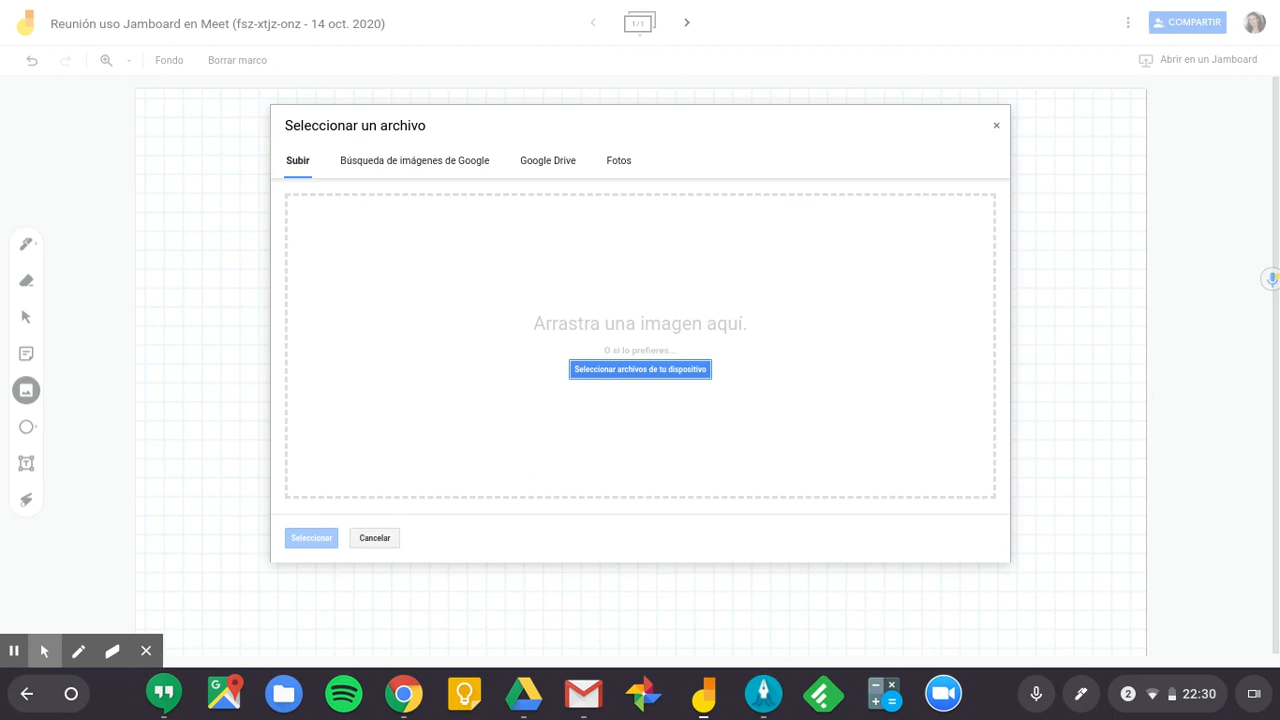 Reunión uso Jamboard en Meet (fsz-xtjz-onz - 14 oct. 2020)
1 / 1
COMPARTIR
Fondo
Borrar marco
Abrir en un Jamboard
Seleccionar un archivo
×
Subir
Búsqueda de imágenes de Google
Google Drive
Fotos
Arrastra una imagen aquí.
O si lo prefieres...
Seleccionar archivos de tu dispositivo
Seleccionar
Cancelar
2
22:30